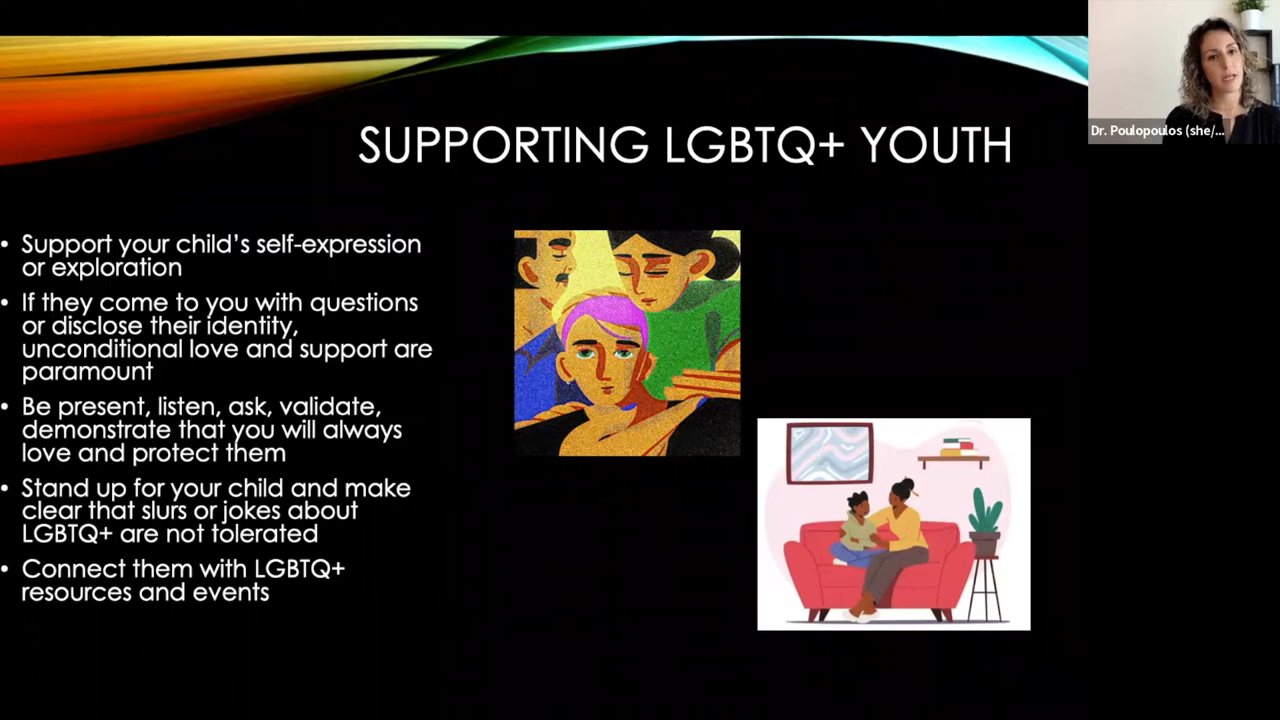 Dr. Poulopoulos (she/...
SUPPORTING LGBTQ+ YOUTH
• Support your child’s self-expression
or exploration
• If they come to you with questions
or disclose their identity,
unconditional love and support are
paramount
• Be present, listen, ask, validate,
demonstrate that you will always
love and protect them
• Stand up for your child and make
clear that slurs or jokes about
LGBTQ+ are not tolerated
• Connect them with LGBTQ+
resources and events